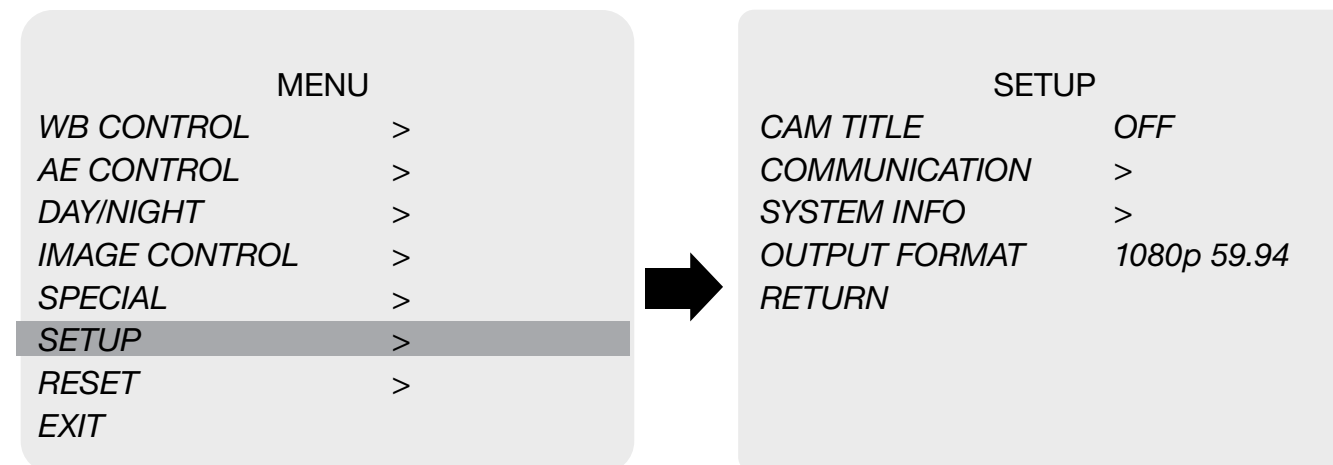 MENU
WB CONTROL >
AE CONTROL >
DAY/NIGHT >
IMAGE CONTROL >
SPECIAL >
SETUP >
RESET >
EXIT
SETUP
CAM TITLE OFF
COMMUNICATION >
SYSTEM INFO >
OUTPUT FORMAT 1080p 59.94
RETURN